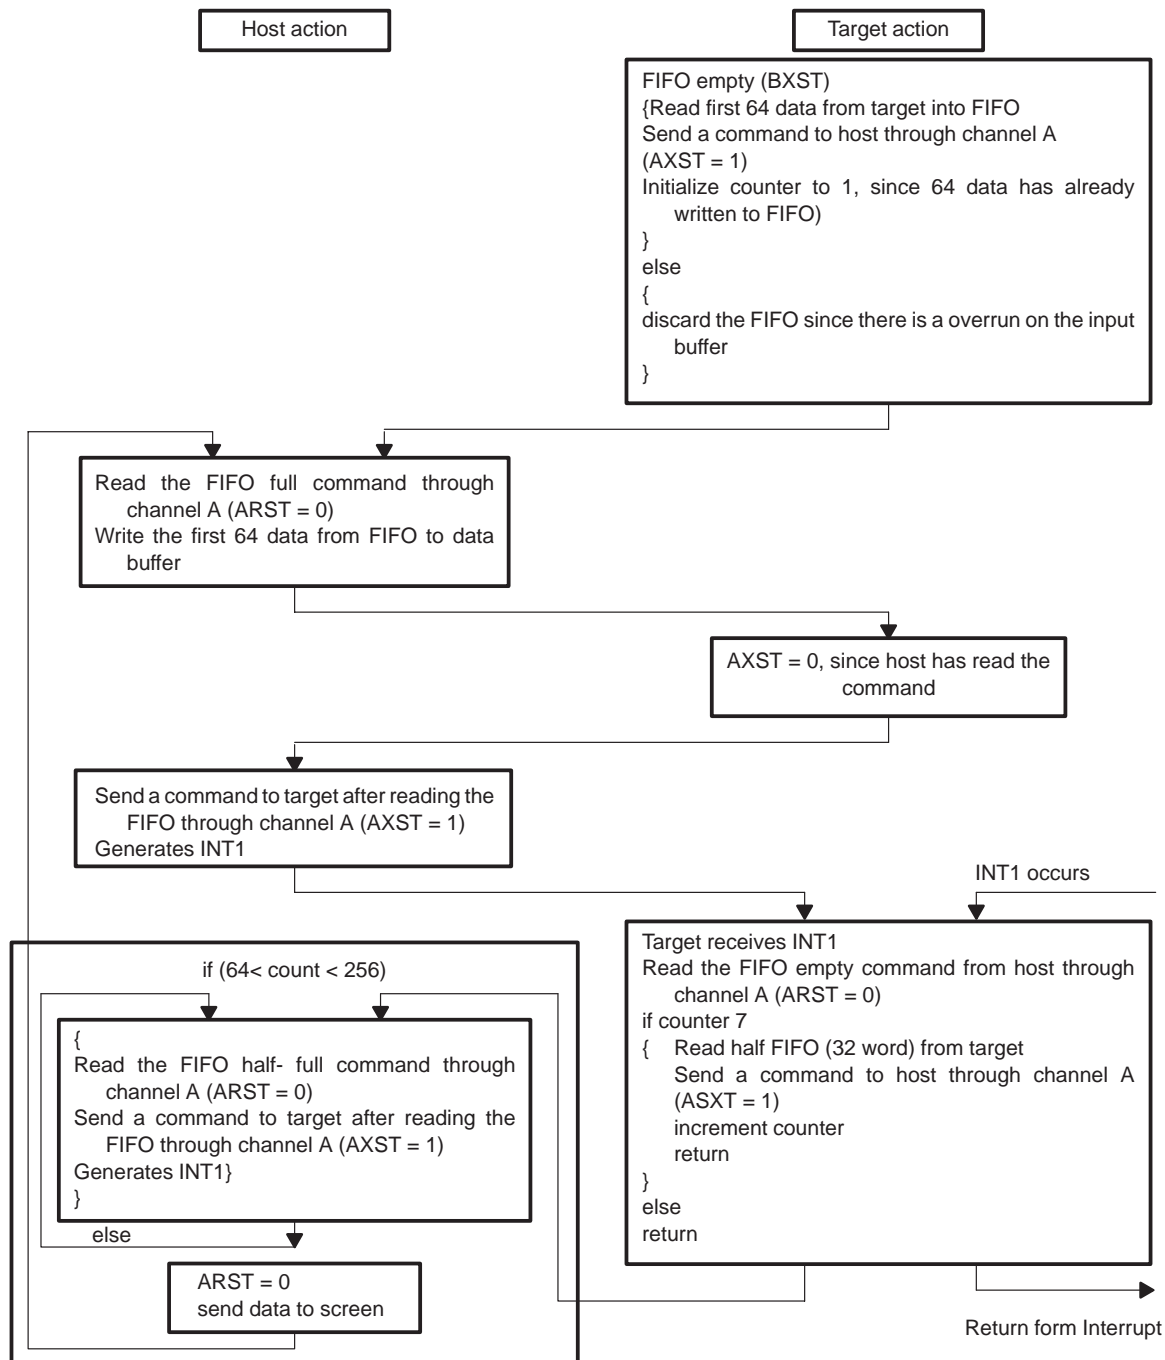 Host action
Target action
FIFO empty (BXST)
{Read first 64 data from target into FIFO
Send a command to host through channel A
(AXST = 1)
Initialize counter to 1, since 64 data has already
written to FIFO)
}
else
{
discard the FIFO since there is a overrun on the input
buffer
}
Read the FIFO full command through
channel A (ARST = 0)
Write the first 64 data from FIFO to data
buffer
AXST = 0, since host has read the
command
Send a command to target after reading the
FIFO through channel A (AXST = 1)
Generates INT1
INT1 occurs
Target receives INT1
Read the FIFO empty command from host through
channel A (ARST = 0)
if counter 7
{ Read half FIFO (32 word) from target
Send a command to host through channel A
(ASXT = 1)
increment counter
return
}
else
return
if (64< count < 256)
{
Read the FIFO half- full command through
channel A (ARST = 0)
Send a command to target after reading the
FIFO through channel A (AXST = 1)
Generates INT1}
}
else
ARST = 0
send data to screen
Return form Interrupt